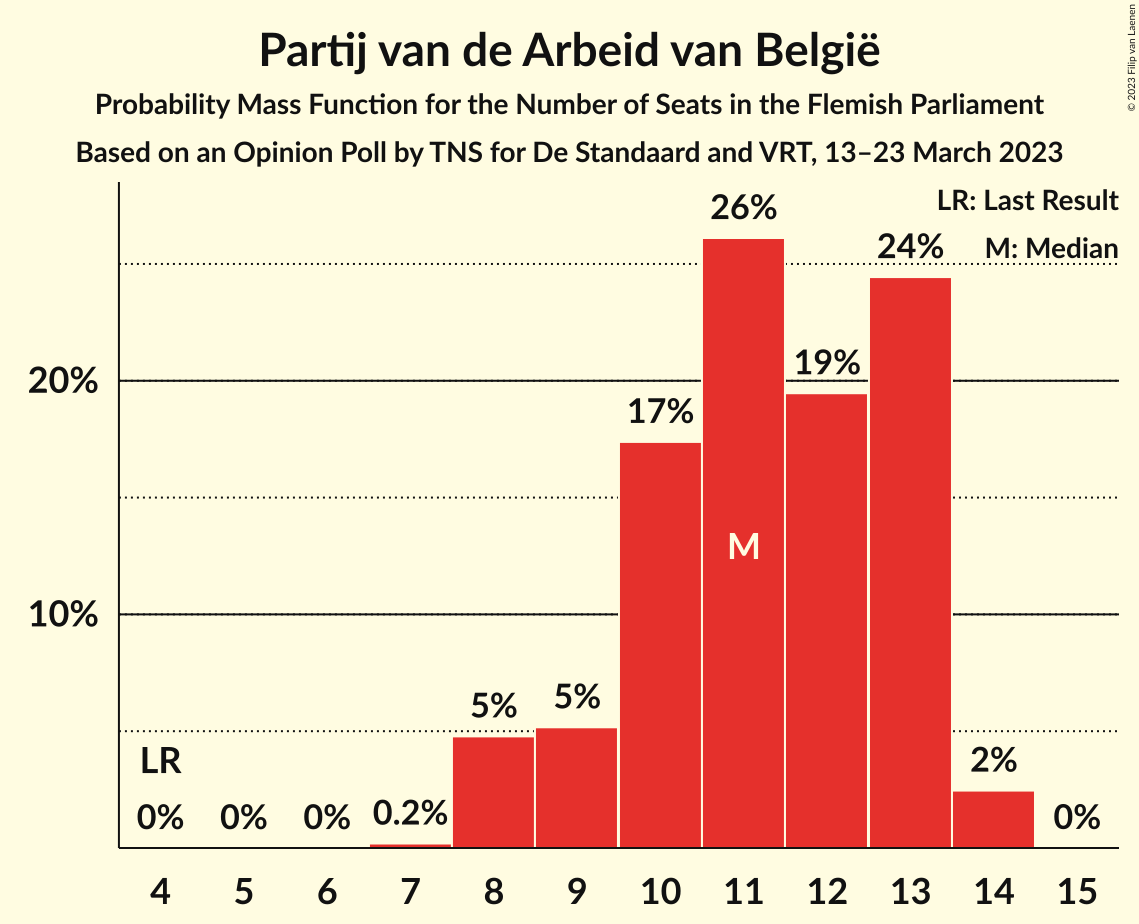 Partij van de Arbeid van België
Probability Mass Function for the Number of Seats in the Flemish Parliament
Based on an Opinion Poll by TNS for De Standaard and VRT, 13–23 March 2023
© 2023 Filip van Laenen
LR: Last Result
M: Median
26%
24%
20%
19%
17%
M
10%
5%
5%
LR
2%
0%
0%
0%
0.2%
0%
4 5 6 7 8 9 10 11 12 13 14 15